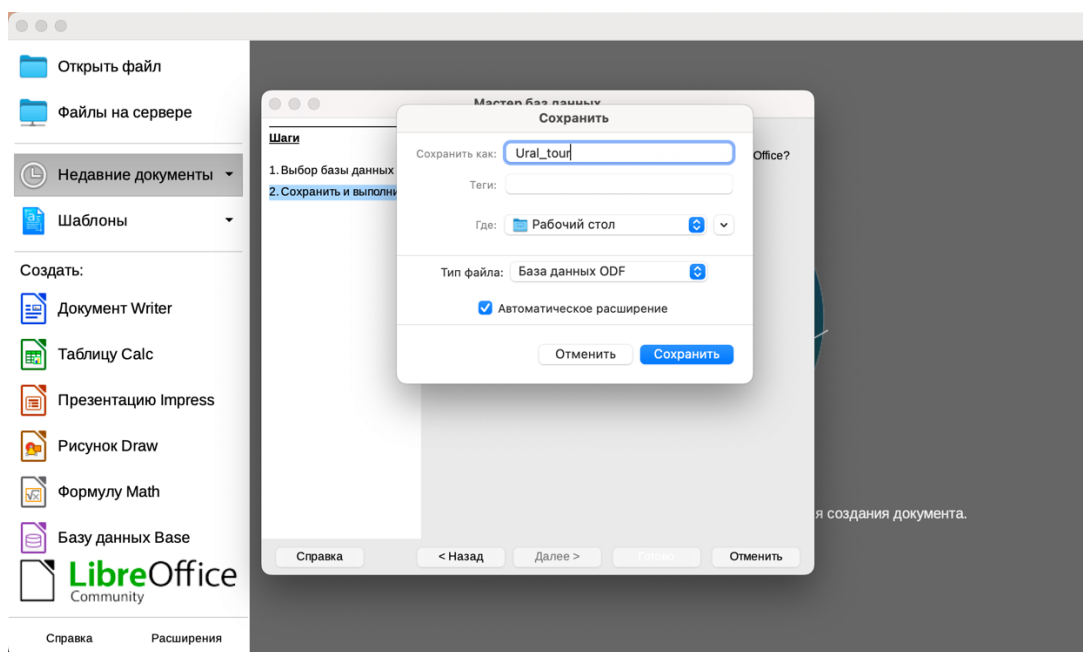 Открыть файл
Файлы на сервере
Недавние документы
Шаблоны
Создать:
Документ Writer
Таблицу Calc
Презентацию Impress
Рисунок Draw
Формулу Math
Базу данных Base
LibreOffice
Community
Справка Расширения
Мастер баз данных
Шаги
1. Выбор базы данных
2. Сохранить и выполни
Office?
Сохранить
Сохранить как: Ural_tour
Теги:
Где: Рабочий стол
Тип файла: База данных ODF
Автоматическое расширение
Отменить Сохранить
я создания документа.
Справка < Назад Далее > Готово Отменить